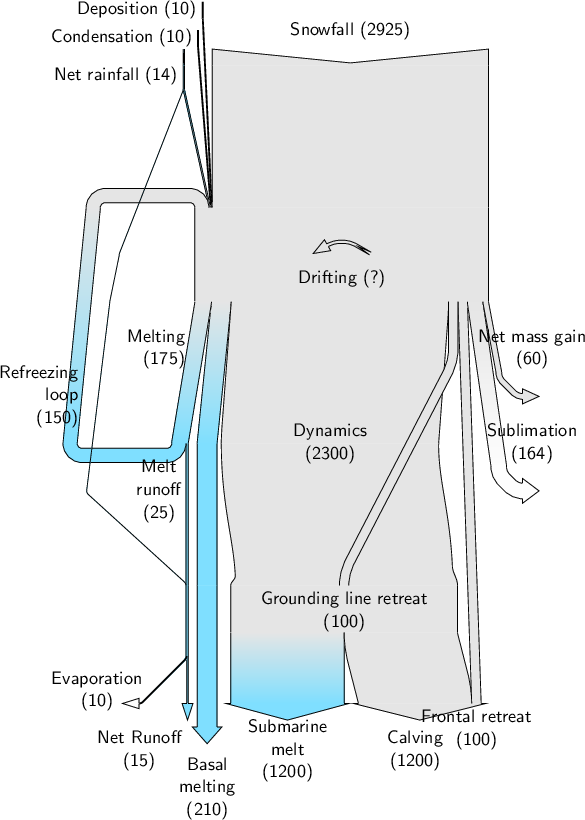 Deposition (10)
Snowfall (2925)
Condensation (10)
Net rainfall (14)
Drifting (?)
Melting
(175)
Net mass gain
(60)
Refreezing
loop
(150)
Dynamics
(2300)
Sublimation
(164)
Melt
runoff
(25)
Grounding line retreat
(100)
Evaporation
(10)
Net Runoff
(15)
Submarine
melt
(1200)
Calving
(1200)
Frontal retreat
(100)
Basal
melting
(210)